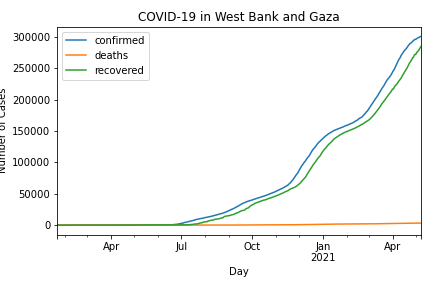 COVID-19 in West Bank and Gaza
confirmed
deaths
recovered
300000
250000
200000
150000
100000
50000
0
Number of Cases
Apr Jul Oct Jan Apr
2021
Day